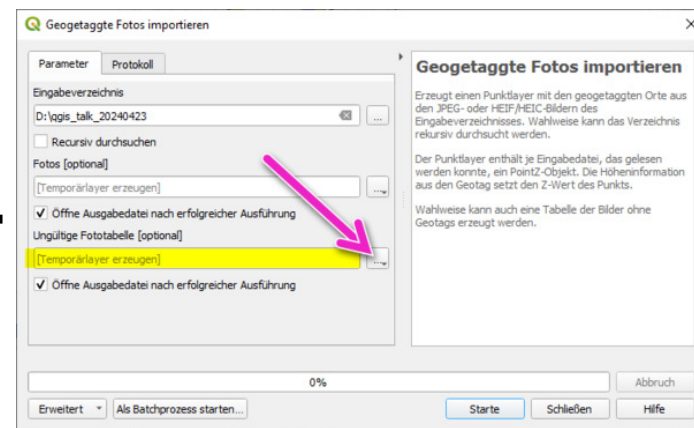 Geogetaggte Fotos importieren
Parameter
Protokoll
Eingabeverzeichnis
D:\qgis_talk_20240423
...
Recursiv durchsuchen
Fotos [optional]
[Temporärlayer erzeugen]
...
Öffne Ausgabedatei nach erfolgreicher Ausführung
Ungültige Fototabelle [optional]
[Temporärlayer erzeugen]
...
Öffne Ausgabedatei nach erfolgreicher Ausführung
Geogetaggte Fotos importieren
Erzeugt einen Punktlayer mit den geogetaggten Orte aus
den JPEG- oder HEIF/HEIC-Bildern des
Eingabeverzeichnisses. Wahlweise kann das Verzeichnis
rekursiv durchsucht werden.
Der Punktlayer enthält je Eingabedatei, das gelesen
werden konnte, ein PointZ-Objekt. Die Höheninformation
aus den Geotag setzt den Z-Wert des Punkts.
Wahlweise kann auch eine Tabelle der Bilder ohne
Geotags erzeugt werden.
0%
Abbruch
Erweitert
Als Batchprozess starten...
Starte
Schließen
Hilfe